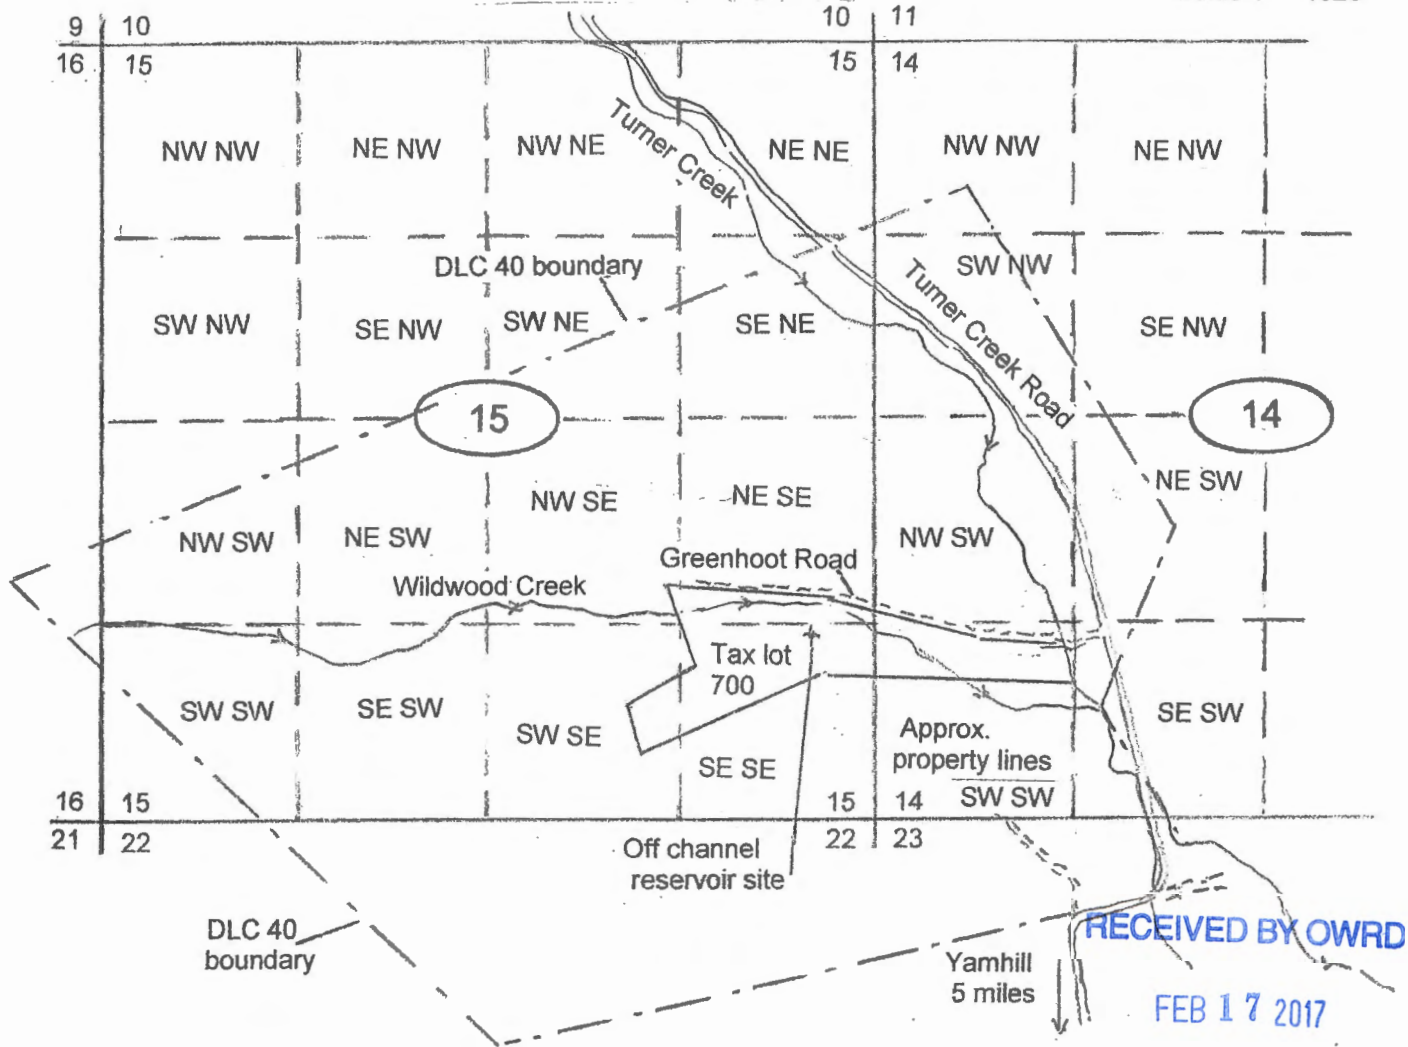 9 10
10 11
16 15
15 14
NW NW
NE NW
NW NE
NE NE
NW NW
NE NW
Turner Creek
DLC 40 boundary
SW NW
SW NW
SE NW
SW NE
SE NE
SE NW
Turner Creek Road
15
14
NW SE
NE SE
NE SW
NW SW
NE SW
NW SW
Greenhoot Road
Wildwood Creek
Tax lot
700
SW SW
SE SW
SW SE
SE SE
SE SW
Approx.
property lines
SW SW
16 15
15 14
21 22
22 23
Off channel
reservoir site
DLC 40
boundary
Yamhill
5 miles
RECEIVED BY OWRD
FEB 17 2017